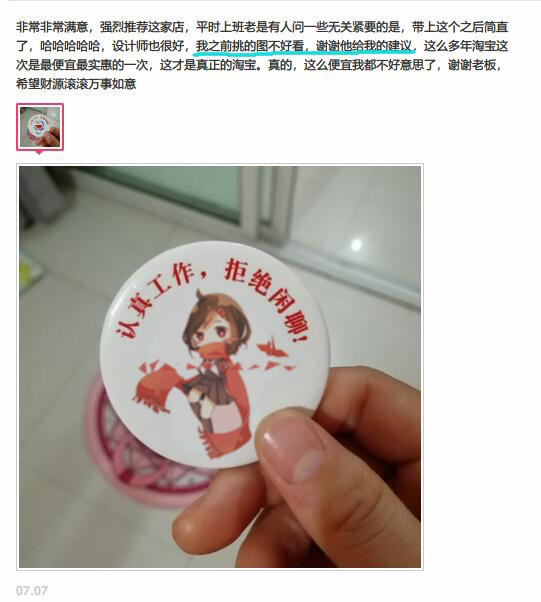 非常非常满意，强烈推荐这家店，平时上班老是有人问一些无关紧要的是，带上这个之后简直
了，哈哈哈哈哈，设计师也很好，我之前挑的图不好看，谢谢他给我的建议，这么多年淘宝这
次是最便宜最实惠的一次，这才是真正的淘宝。真的，这么便宜我都不好意思了，谢谢老板，
希望财源滚滚万事如意
认真工作，拒绝闲聊！
07.07